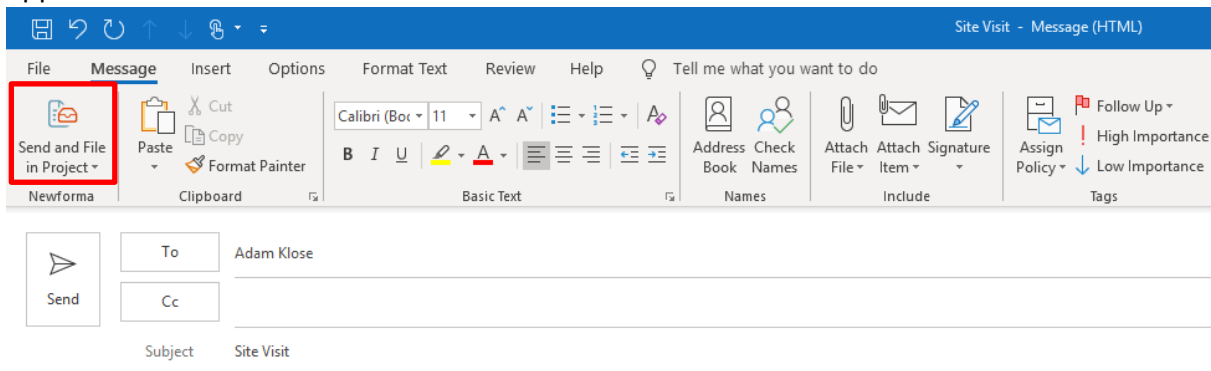 Site Visit - Message (HTML)
File Message Insert Options Format Text Review Help Tell me what you want to do
Send and File in Project
Newforma
Paste
Cut
Copy
Format Painter
Clipboard
Calibri (Boc 11
B I U
Basic Text
Address Book
Check Names
Names
Attach File
Attach Item
Signature
Include
Assign Policy
Follow Up
High Importance
Low Importance
Tags
Send
To Adam Klose
Cc
Subject Site Visit